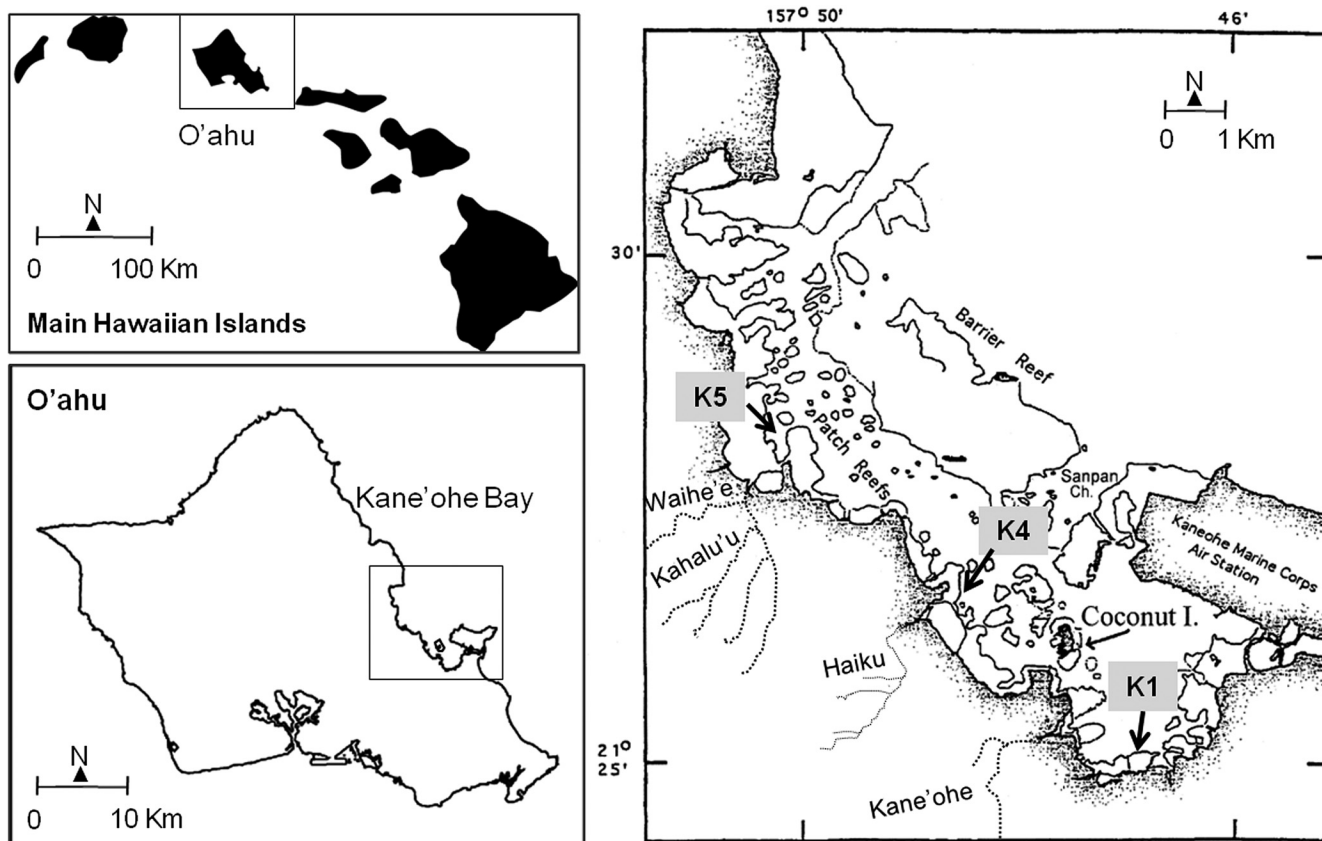 O'ahu
N
0 100 Km
Main Hawaiian Islands
O'ahu
Kane'ohe Bay
N
0 10 Km
157° 50'
46'
N
0 1 Km
30'
Barrier Reef
K5
Patch Reefs
Sanpan
Ch.
Waihe'e
K4
Kaneohe Marine Corps
Air Station
Kahalu'u
Coconut I.
Haiku
K1
21°
25'
Kane'ohe